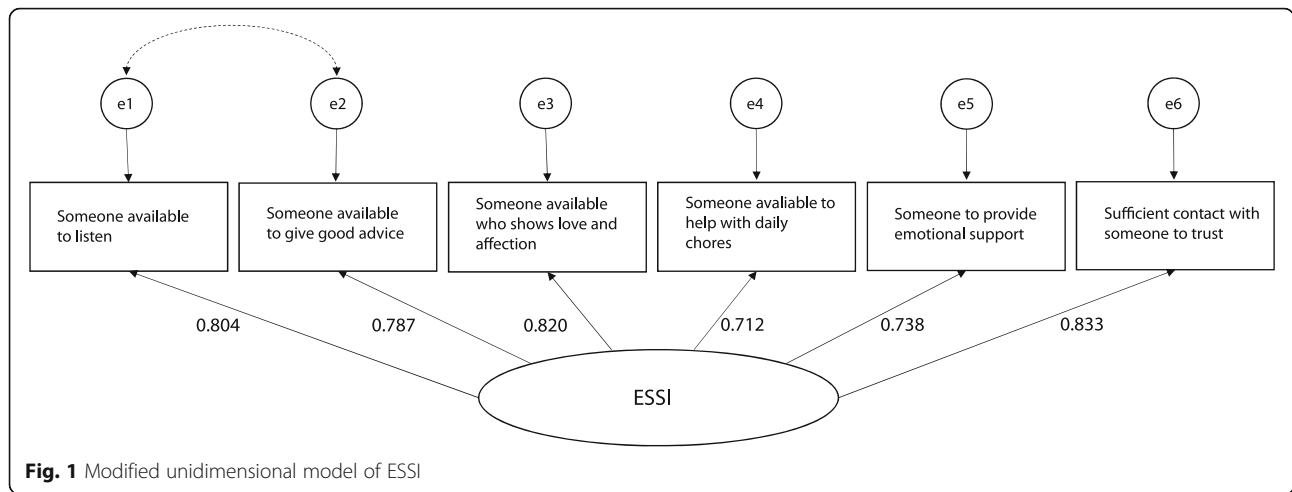 e1
e2
e3
e4
e5
e6
Someone available
to listen
Someone available
to give good advice
Someone available
who shows love and
affection
Someone avaliable to
help with daily
chores
Someone to provide
emotional support
Sufficient contact with
someone to trust
0.804
0.787
0.820
0.712
0.738
0.833
ESSI
Fig. 1 Modified unidimensional model of ESSI